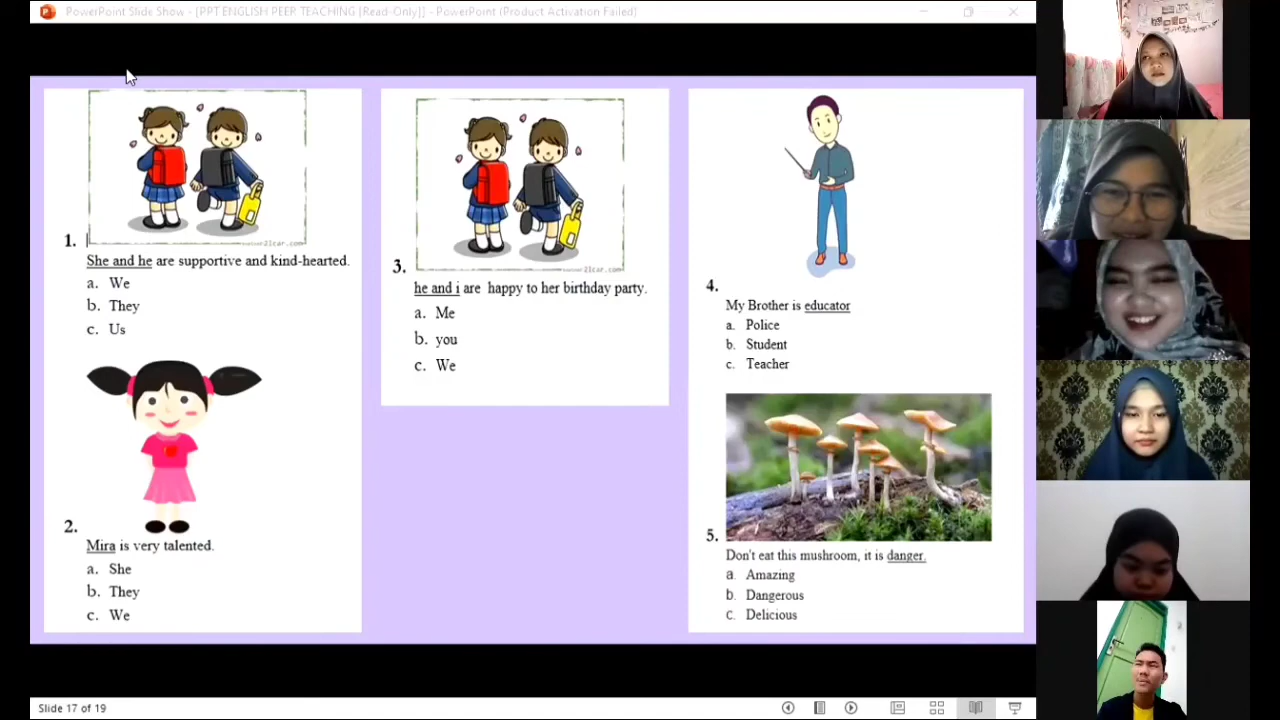 PowerPoint Slide Show - [PPT ENGLISH PEER TEACHING [Read-Only]] - PowerPoint (Product Activation Failed)
1.
She and he are supportive and kind-hearted.
a. We
b. They
c. Us
2.
Mira is very talented.
a. She
b. They
c. We
3.
he and i are happy to her birthday party.
a. Me
b. you
c. We
4.
My Brother is educator
a. Police
b. Student
c. Teacher
5.
Don't eat this mushroom, it is danger.
a. Amazing
b. Dangerous
c. Delicious
Slide 17 of 19